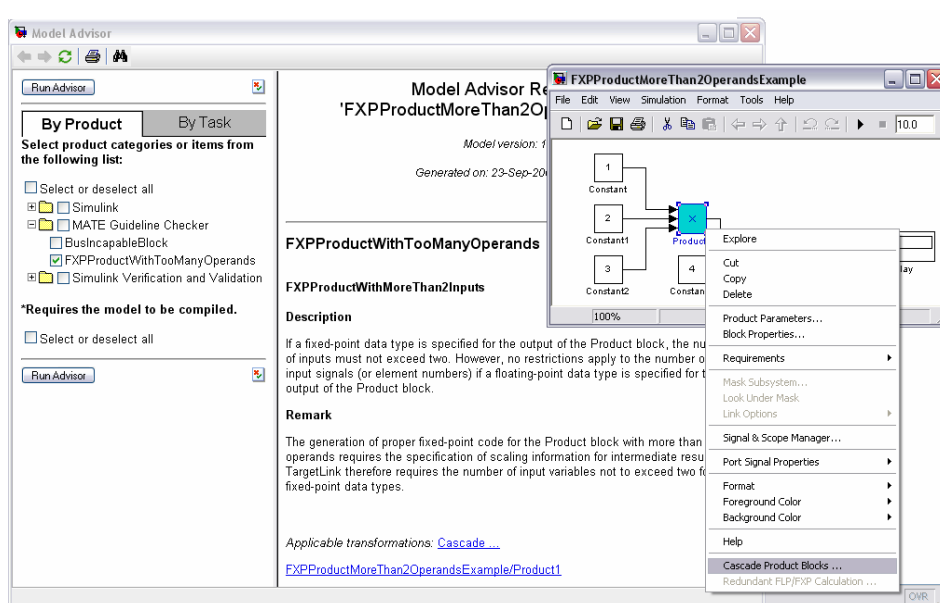 Model Advisor
Run Advisor
By Product
By Task
Select product categories or items from
the following list:
Select or deselect all
Simulink
MATE Guideline Checker
BusIncapableBlock
FXPProductWithTooManyOperands
Simulink Verification and Validation
*Requires the model to be compiled.
Select or deselect all
Run Advisor
Model Advisor Re
'FXPProductMoreThan2Op
Model version: 1
Generated on: 23-Sep-20
FXPProductWithTooManyOperands
FXPProductWithMoreThan2Inputs
Description
If a fixed-point data type is specified for the output of the Product block, the nu
of inputs must not exceed two. However, no restrictions apply to the number o
input signals (or element numbers) if a floating-point data type is specified for t
output of the Product block.
Remark
The generation of proper fixed-point code for the Product block with more than
operands requires the specification of scaling information for intermediate resu
TargetLink therefore requires the number of input variables not to exceed two fo
fixed-point data types.
Applicable transformations: Cascade ...
FXPProductMoreThan2OperandsExample/Product1
FXPProductMoreThan2OperandsExample
File Edit View Simulation Format Tools Help
10.0
1
Constant
2
Constant1
3
Constant2
×
Product
4
Constan
lay
100%
Explore
Cut
Copy
Delete
Product Parameters...
Block Properties...
Requirements
Mask Subsystem...
Look Under Mask
Link Options
Signal & Scope Manager...
Port Signal Properties
Format
Foreground Color
Background Color
Help
Cascade Product Blocks ...
Redundant FLP/FXP Calculation ...
OVR